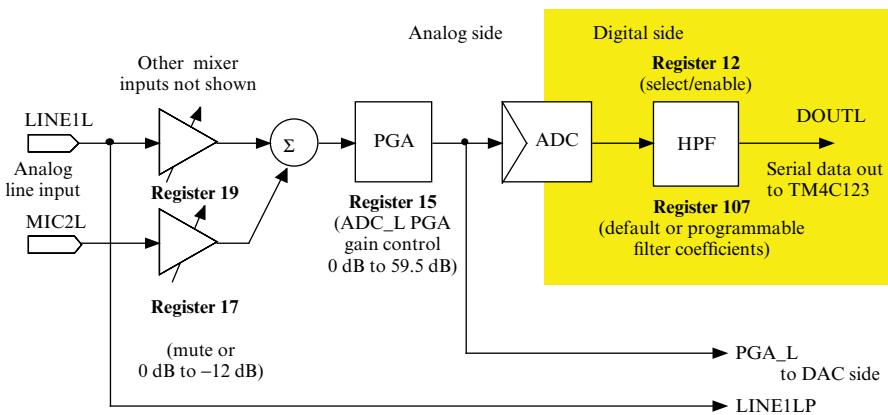 Analog side
Digital side
Other mixer
inputs not shown
Register 12
(select/enable)
LINE1L
DOUTL
Σ
PGA
ADC
HPF
Analog
line input
Register 19
Register 15
(ADC_L PGA
gain control
0 dB to 59.5 dB)
Register 107
(default or programmable
filter coefficients)
Serial data out
to TM4C123
MIC2L
Register 17
(mute or
0 dB to −12 dB)
PGA_L
to DAC side
LINE1LP